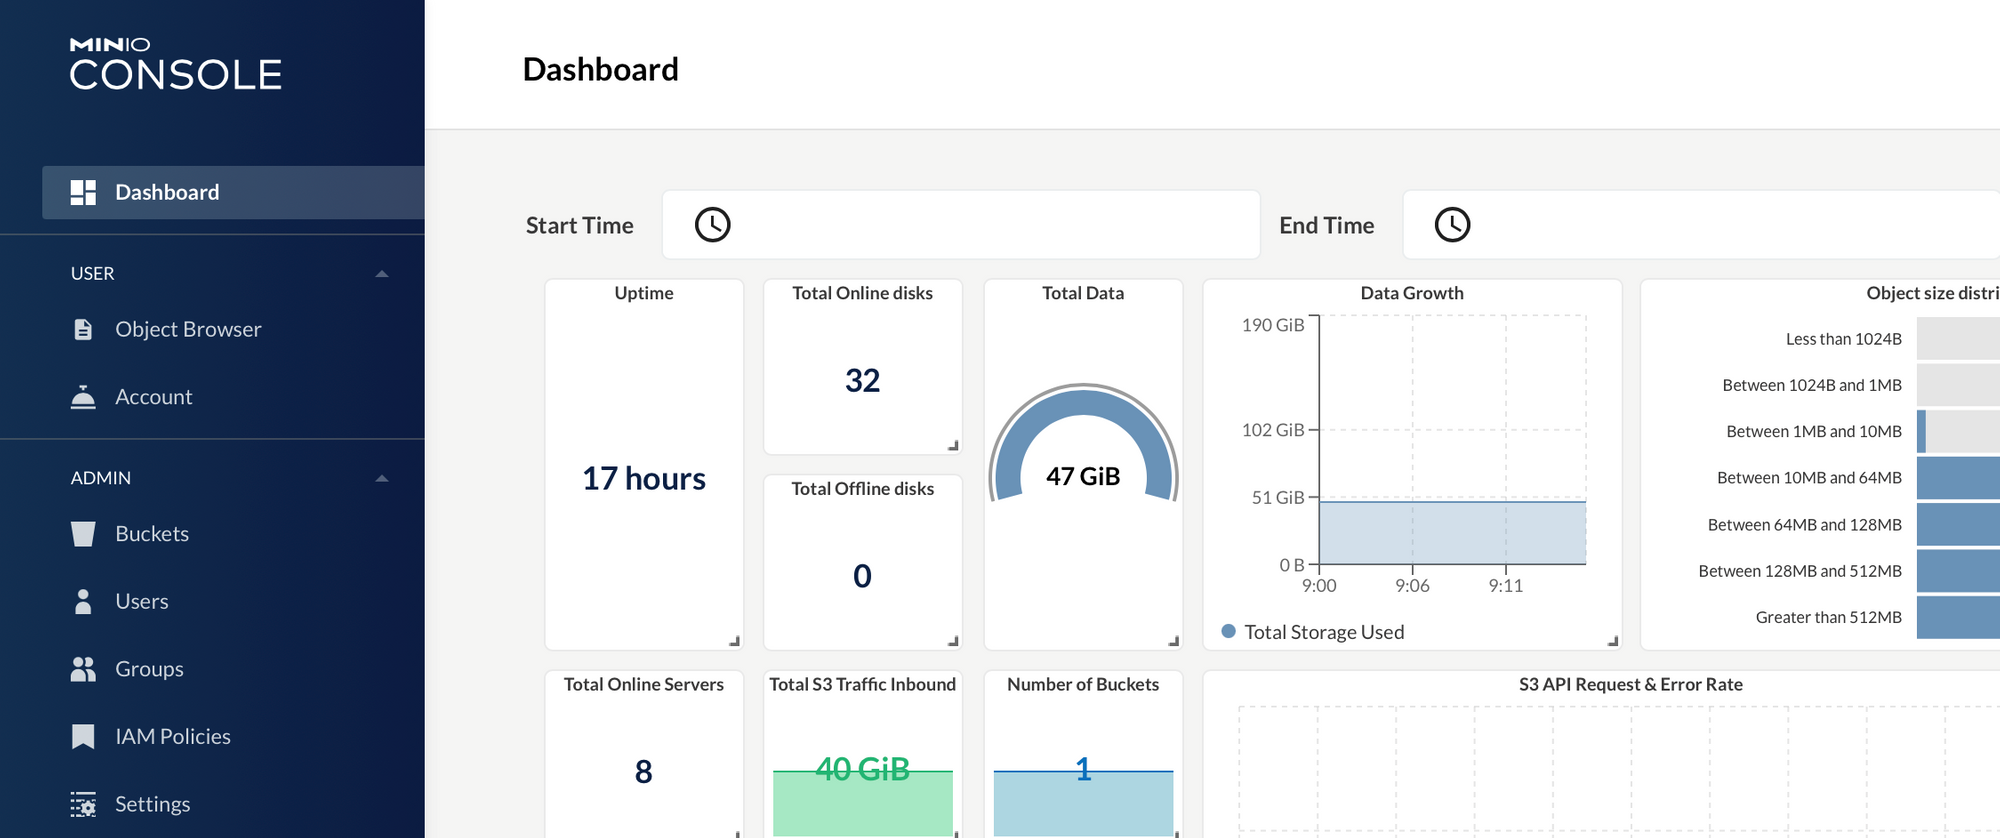 MINIO
CONSOLE
Dashboard
USER
Object Browser
Account
ADMIN
Buckets
Users
Groups
IAM Policies
Settings
Dashboard
Start Time
End Time
Uptime
17 hours
Total Online disks
32
Total Offline disks
0
Total Data
47 GiB
Data Growth
190 GiB
102 GiB
51 GiB
0 B
9:00 9:06 9:11
Total Storage Used
Object size distri
Less than 1024B
Between 1024B and 1MB
Between 1MB and 10MB
Between 10MB and 64MB
Between 64MB and 128MB
Between 128MB and 512MB
Greater than 512MB
Total Online Servers
8
Total S3 Traffic Inbound
40 GiB
Number of Buckets
1
S3 API Request & Error Rate